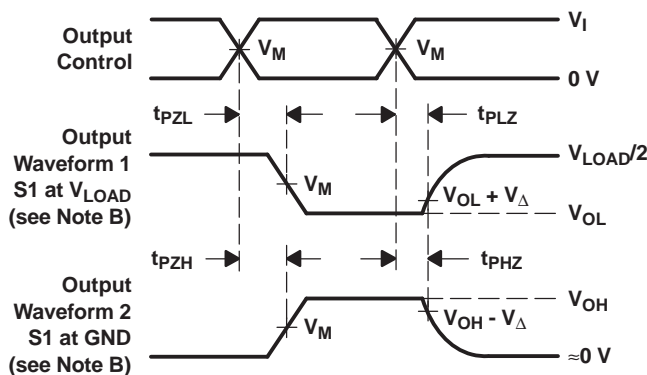 Output
Control
V_M
V_M
V_I
0 V
t_PZL
t_PLZ
Output
Waveform 1
S1 at V_LOAD
(see Note B)
V_M
V_LOAD/2
V_OL + V_Δ
V_OL
t_PZH
t_PHZ
Output
Waveform 2
S1 at GND
(see Note B)
V_M
V_OH
V_OH - V_Δ
≈0 V